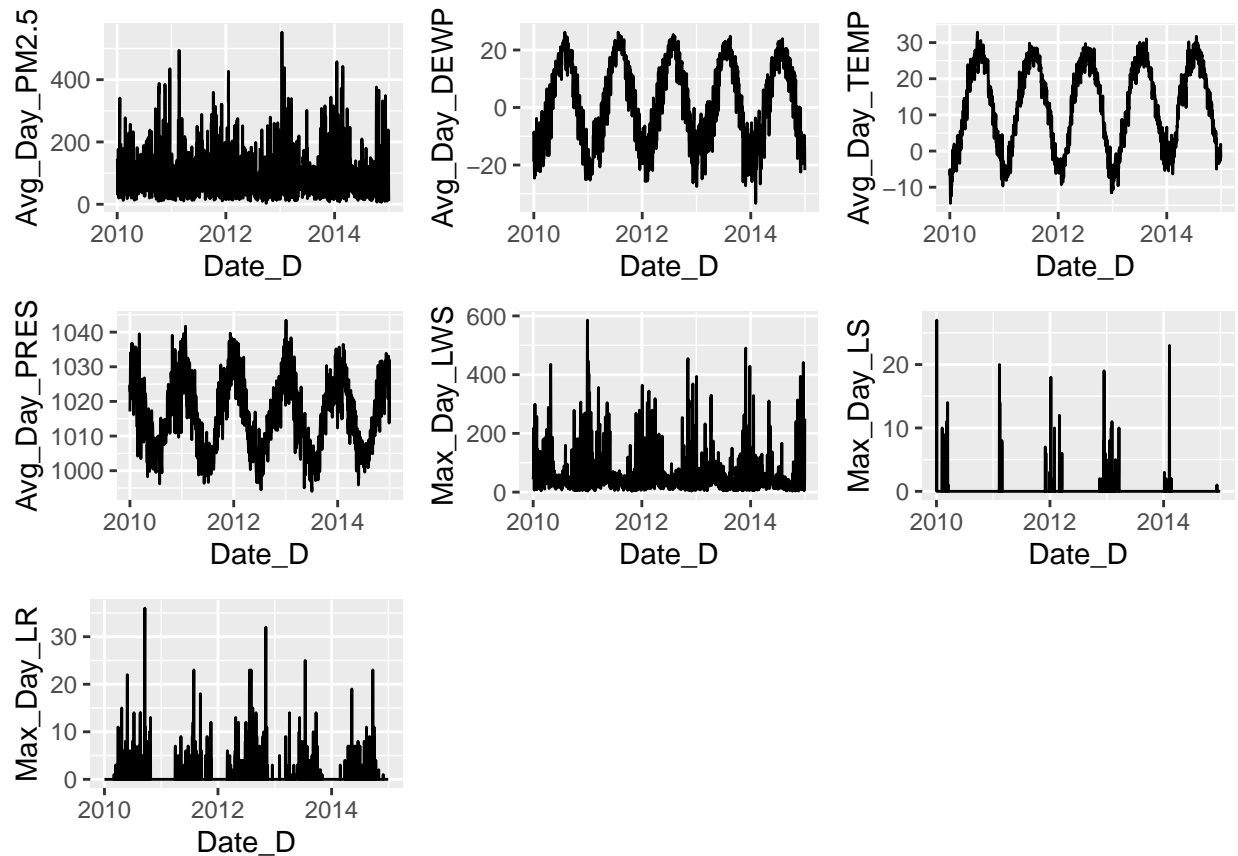 Avg_Day_PM2.5
400
200
0
2010 2012 2014
Date_D
Avg_Day_DEWP
20
0
−20
2010 2012 2014
Date_D
Avg_Day_TEMP
30
20
10
0
−10
2010 2012 2014
Date_D
Avg_Day_PRES
1040
1030
1020
1010
1000
2010 2012 2014
Date_D
Max_Day_LWS
600
400
200
0
2010 2012 2014
Date_D
Max_Day_LS
20
10
0
2010 2012 2014
Date_D
Max_Day_LR
30
20
10
0
2010 2012 2014
Date_D